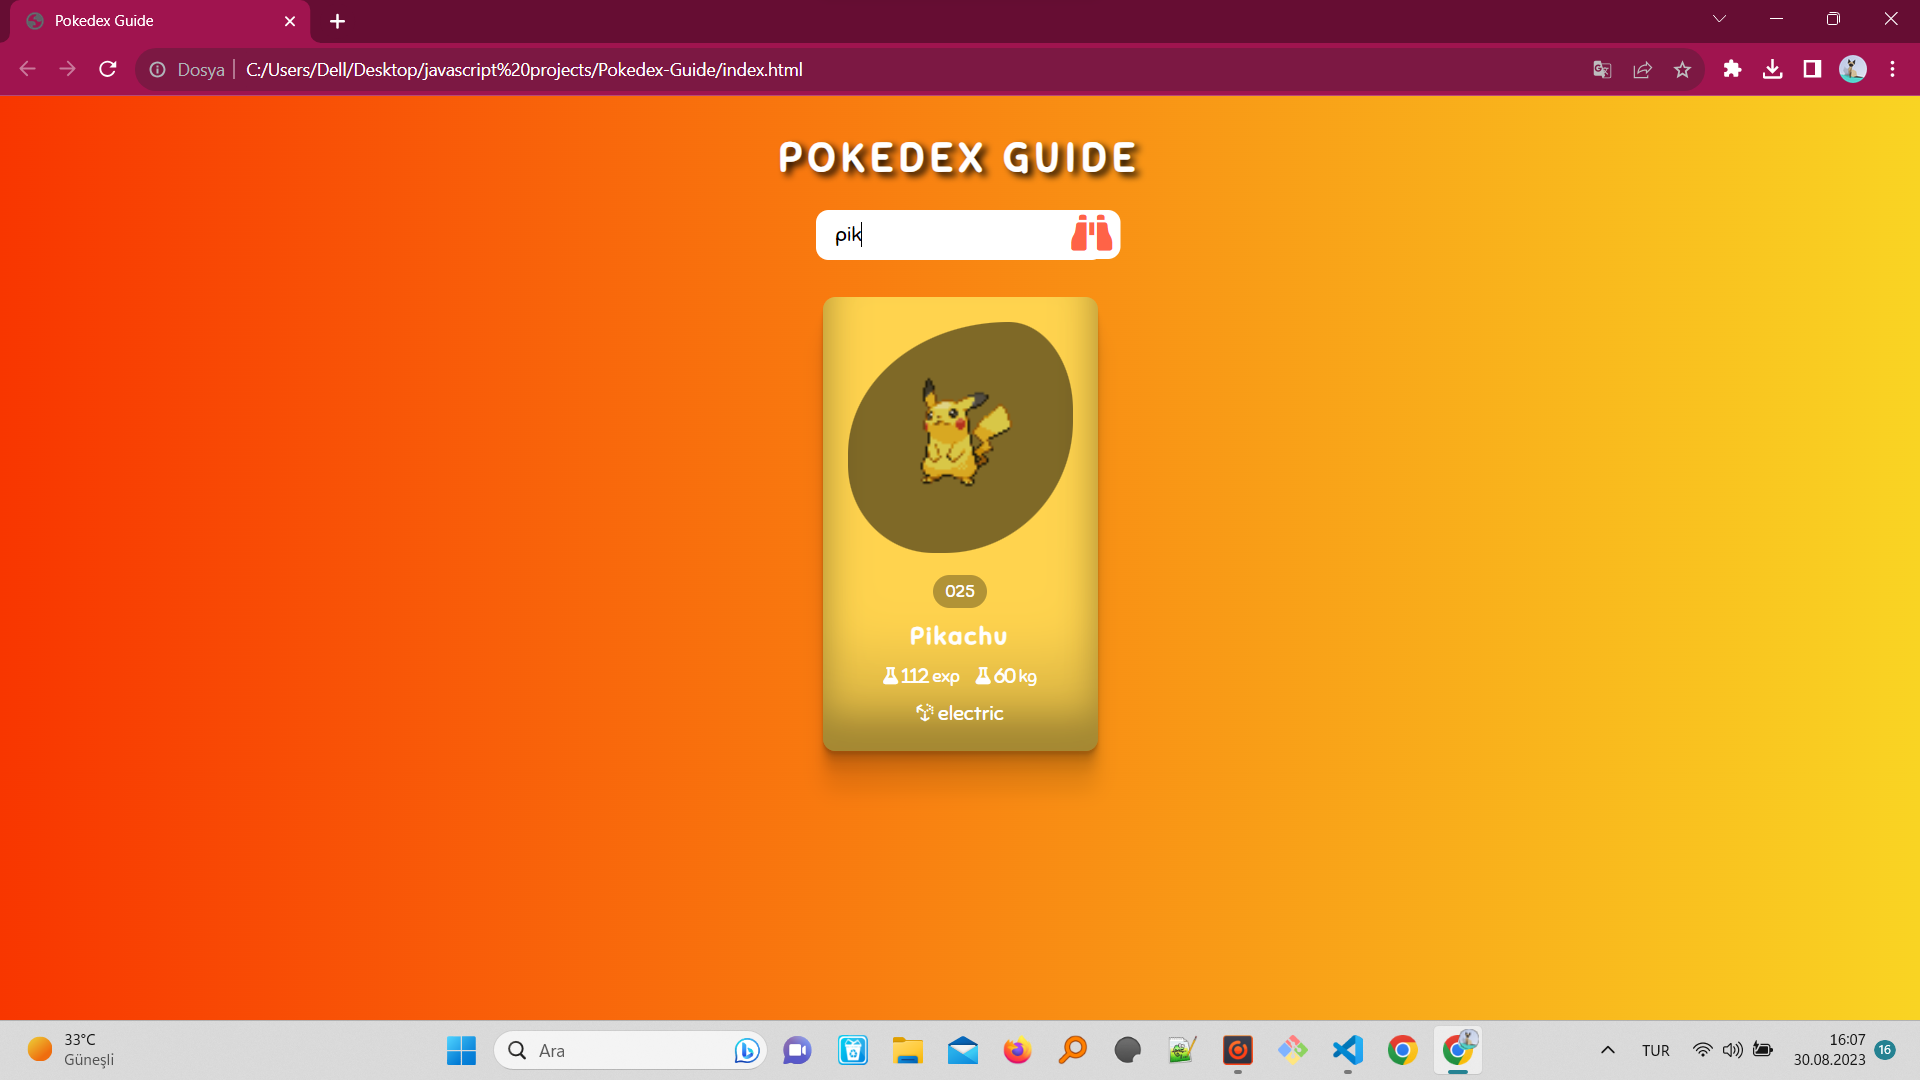 Pokedex Guide
Dosya | C:/Users/Dell/Desktop/javascript%20projects/Pokedex-Guide/index.html
POKEDEX GUIDE
pik
025
Pikachu
112 exp 60 kg
electric
33°C
Güneşli
Ara
TUR
16:07
30.08.2023
16